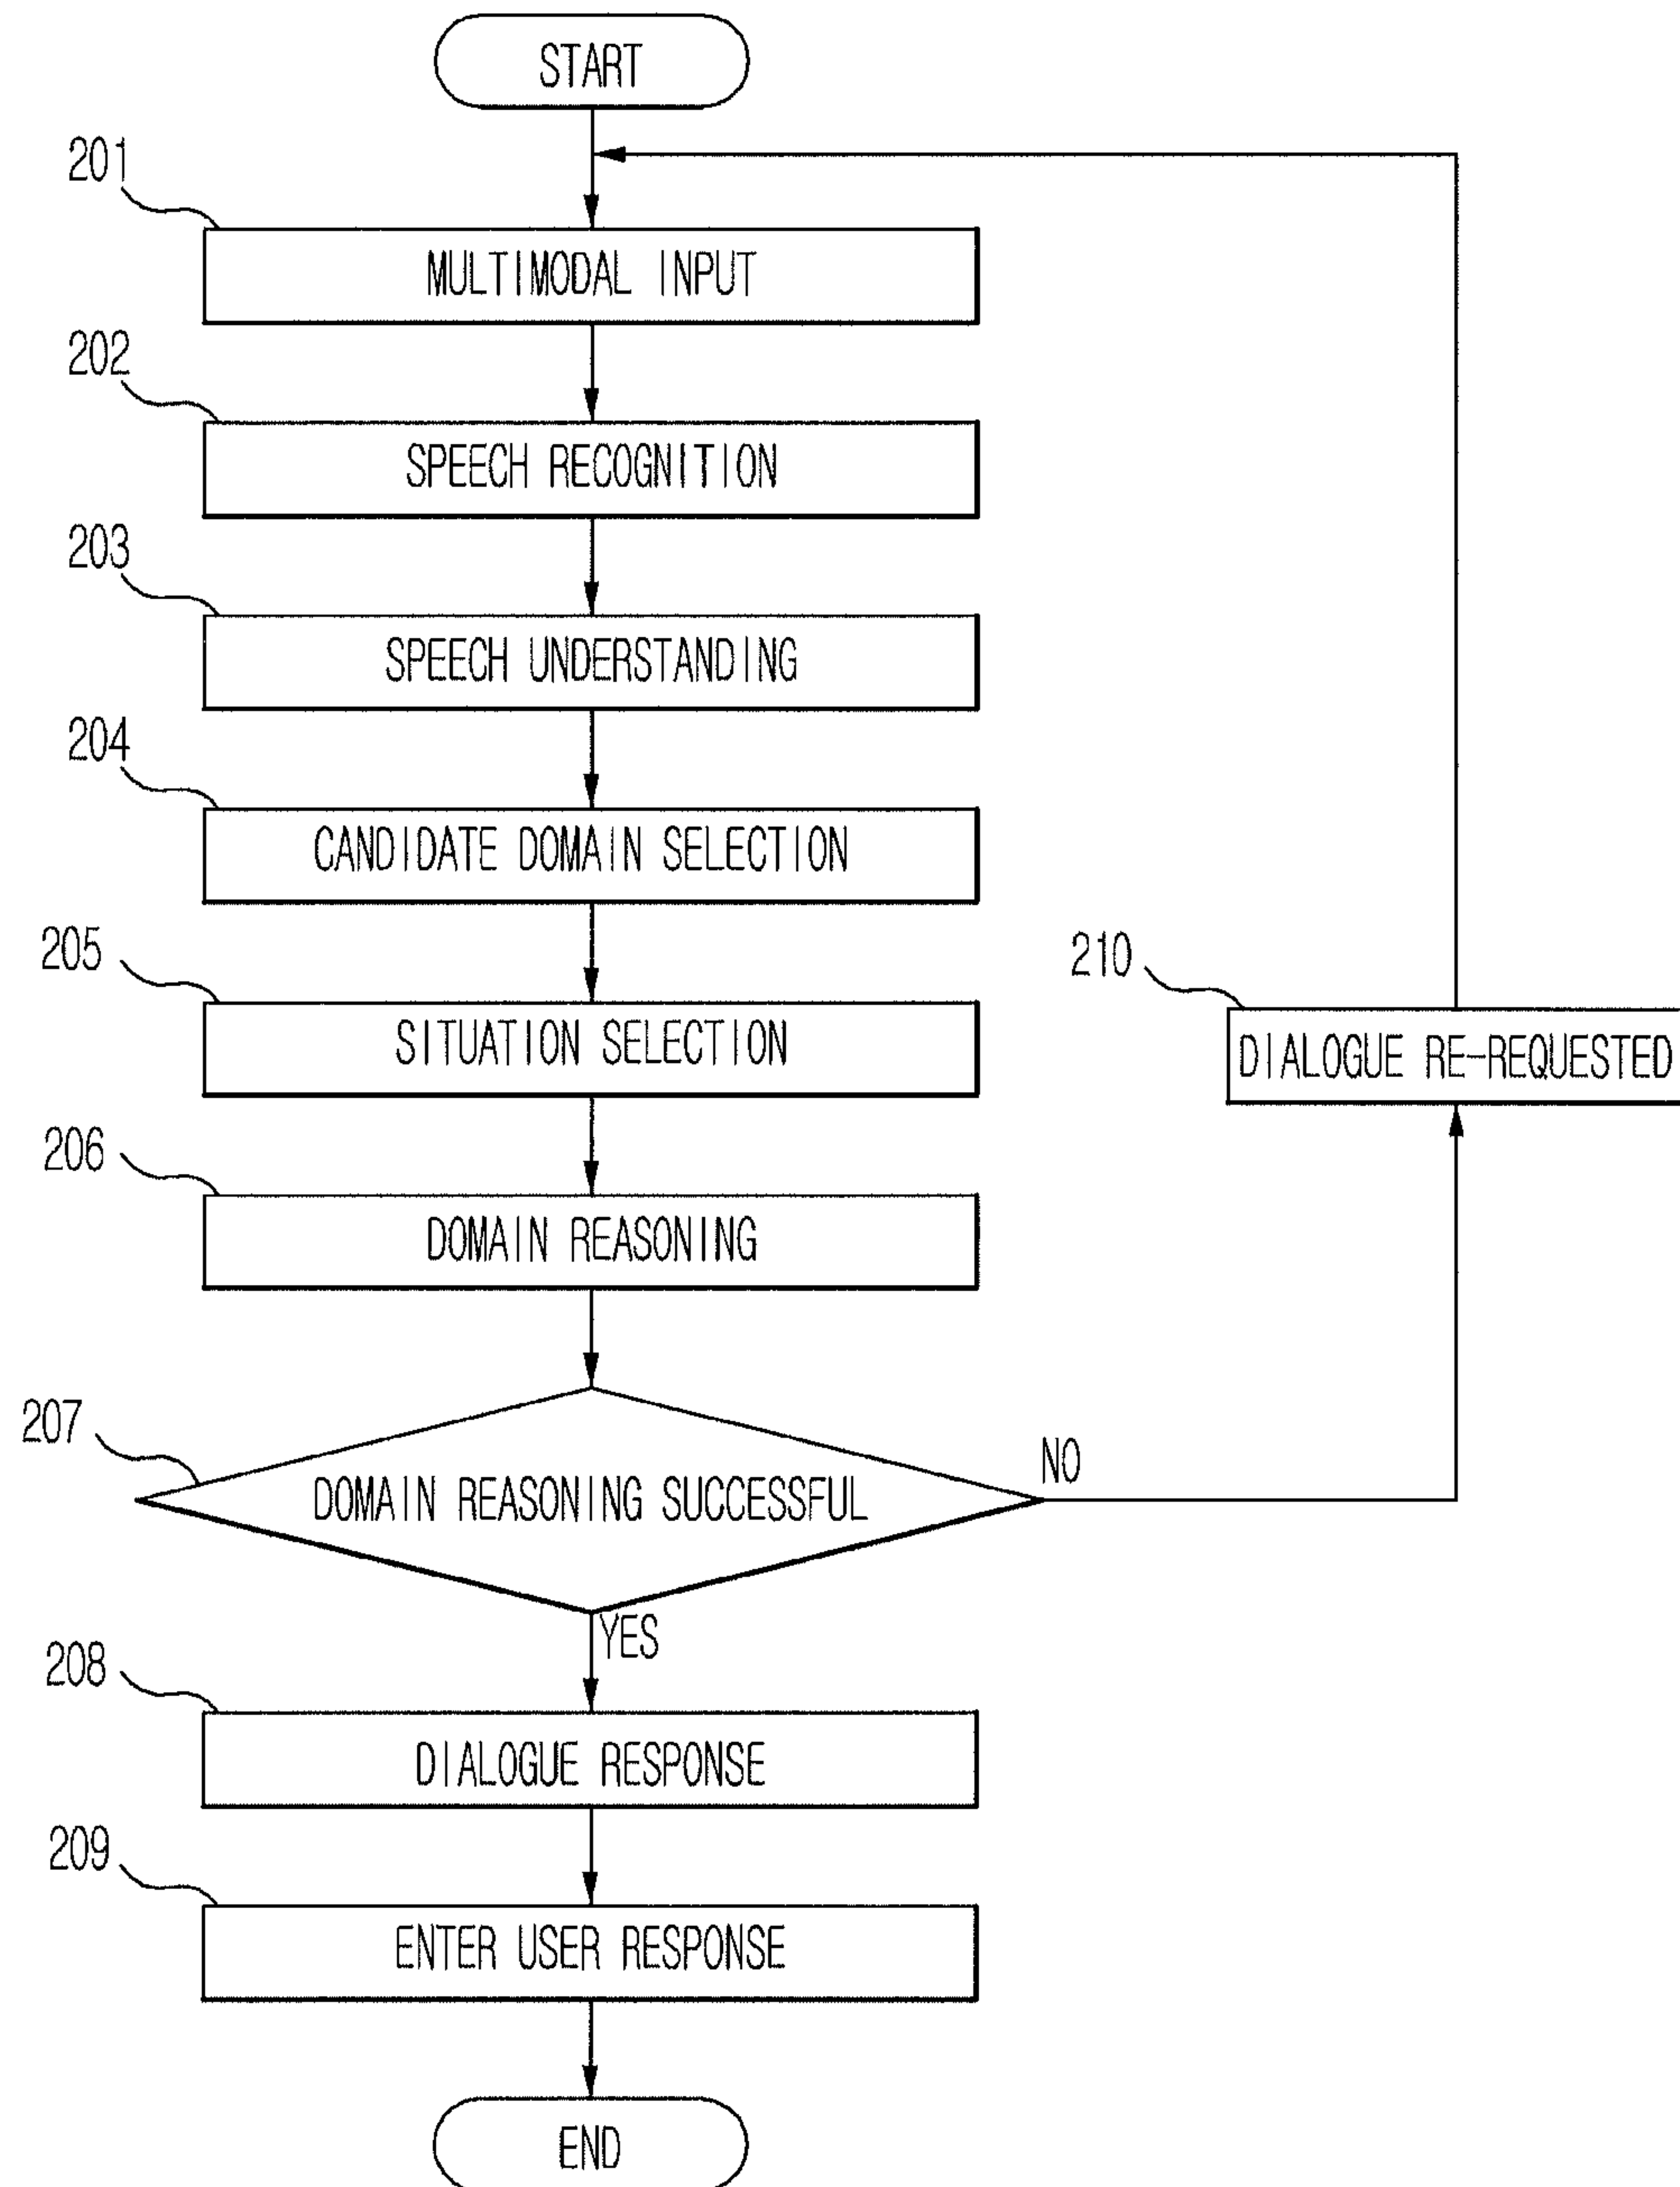 START
201
MULTIMODAL INPUT
202
SPEECH RECOGNITION
203
SPEECH UNDERSTANDING
204
CANDIDATE DOMAIN SELECTION
205
SITUATION SELECTION
210
DIALOGUE RE-REQUESTED
206
DOMAIN REASONING
207
DOMAIN REASONING SUCCESSFUL
NO
YES
208
DIALOGUE RESPONSE
209
ENTER USER RESPONSE
END